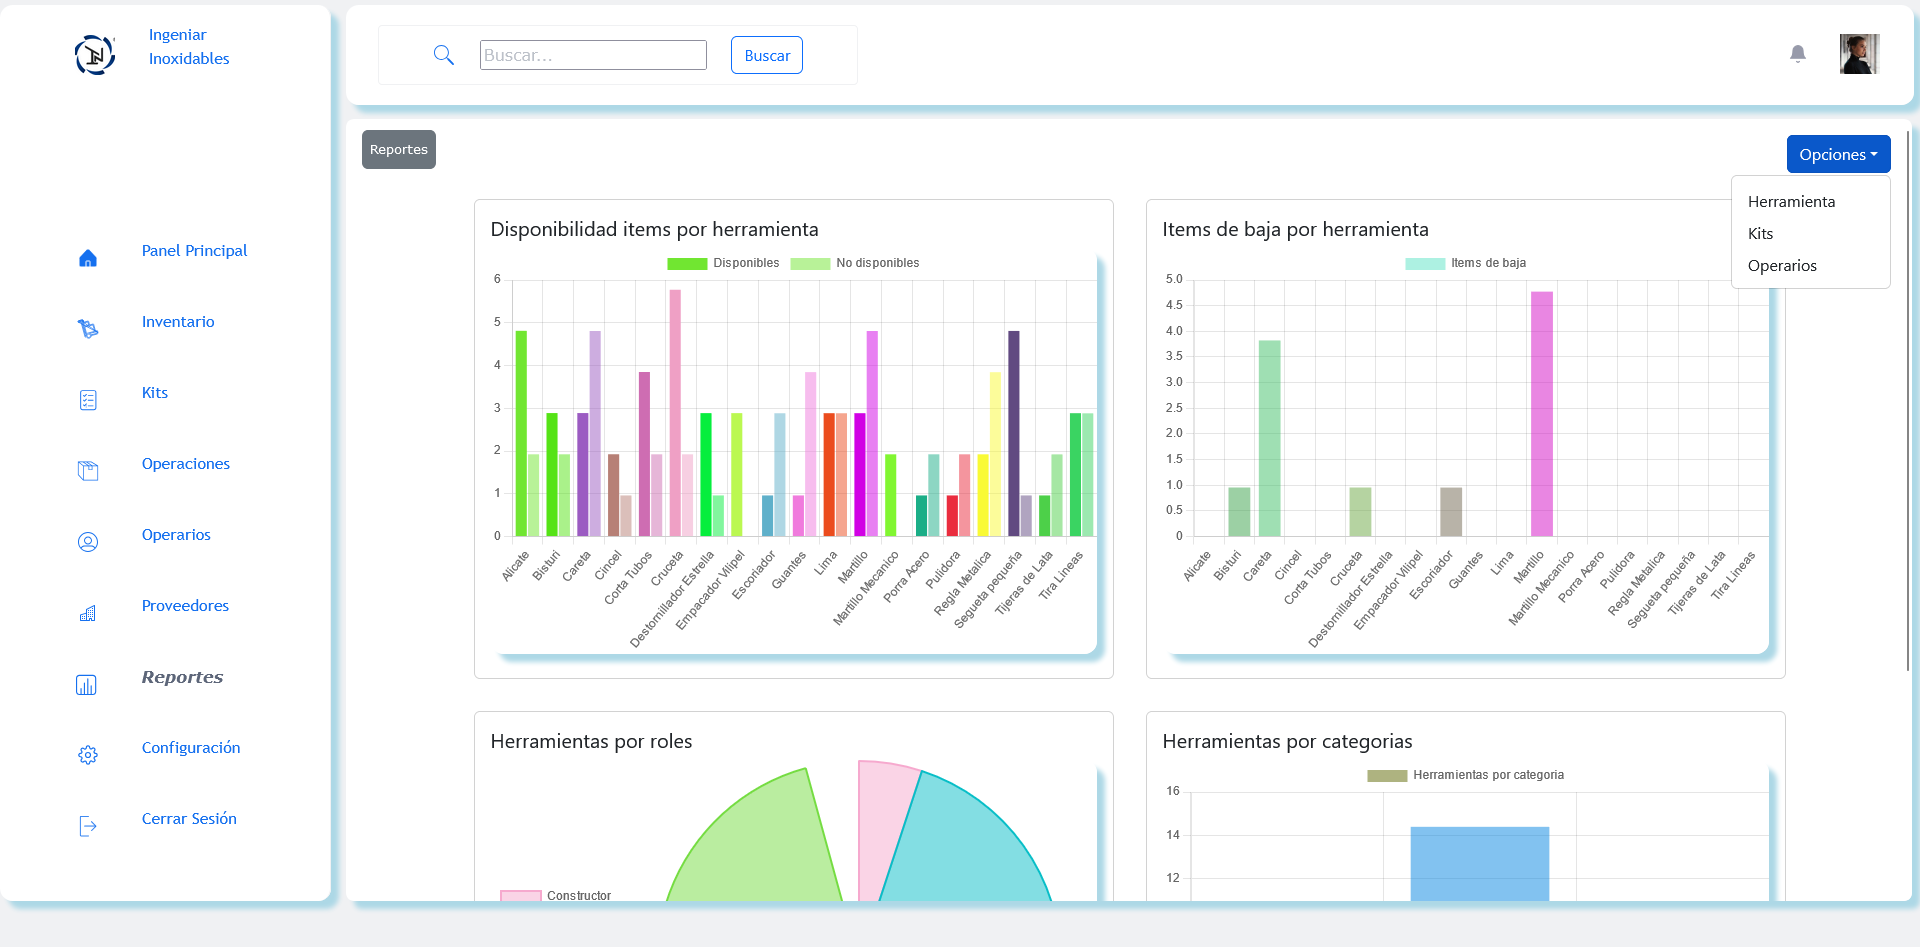 Ingeniar
Inoxidables
Panel Principal
Inventario
Kits
Operaciones
Operarios
Proveedores
Reportes
Configuración
Cerrar Sesión
Buscar...
Buscar
Reportes
Opciones
Herramienta
Kits
Operarios
Disponibilidad items por herramienta
Disponibles
No disponibles
6
5
4
3
2
1
0
Alicate
Bisturi
Careta
Cincel
Corta Tubos
Cruceta
Destornillador Estrella
Empacador Vilipel
Escoriador
Guantes
Lima
Martillo
Martillo Mecanico
Porra Acero
Pulidora
Regla Metalica
Segueta pequeña
Tijeras de Lata
Tira Lineas
Items de baja por herramienta
Items de baja
5.0
4.5
4.0
3.5
3.0
2.5
2.0
1.5
1.0
0.5
0
Alicate
Bisturi
Careta
Cincel
Corta Tubos
Cruceta
Destornillador Estrella
Empacador Vilipel
Escoriador
Guantes
Lima
Martillo
Martillo Mecanico
Porra Acero
Pulidora
Regla Metalica
Segueta pequeña
Tijeras de Lata
Tira Lineas
Herramientas por roles
Constructor
Herramientas por categorias
Herramientas por categoria
16
14
12